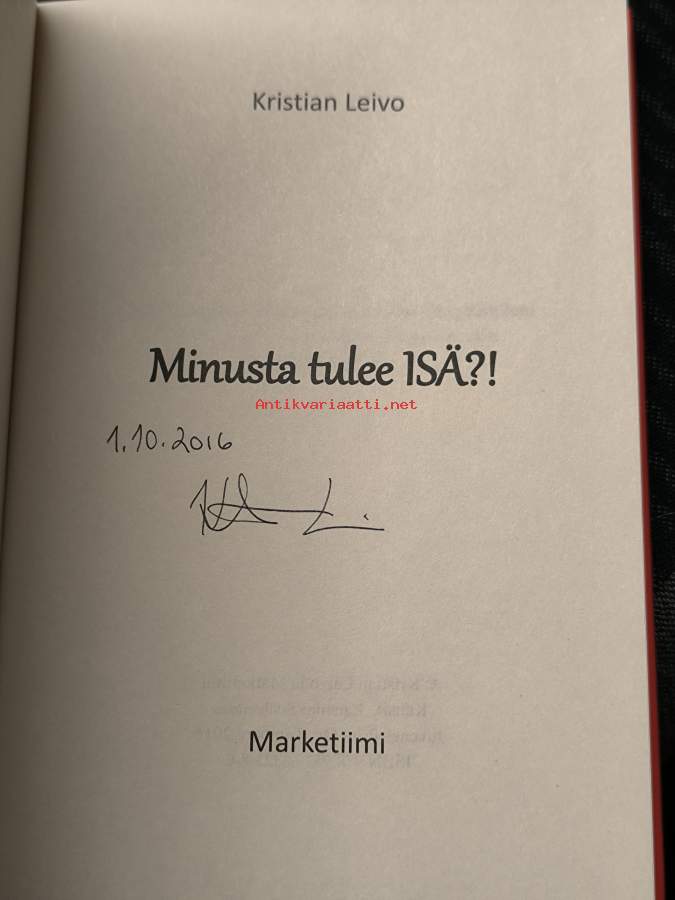 Kristian Leivo
Minusta tulee ISÄ?!
Antikvariaatti.net
1.10.2016
Marketiimi